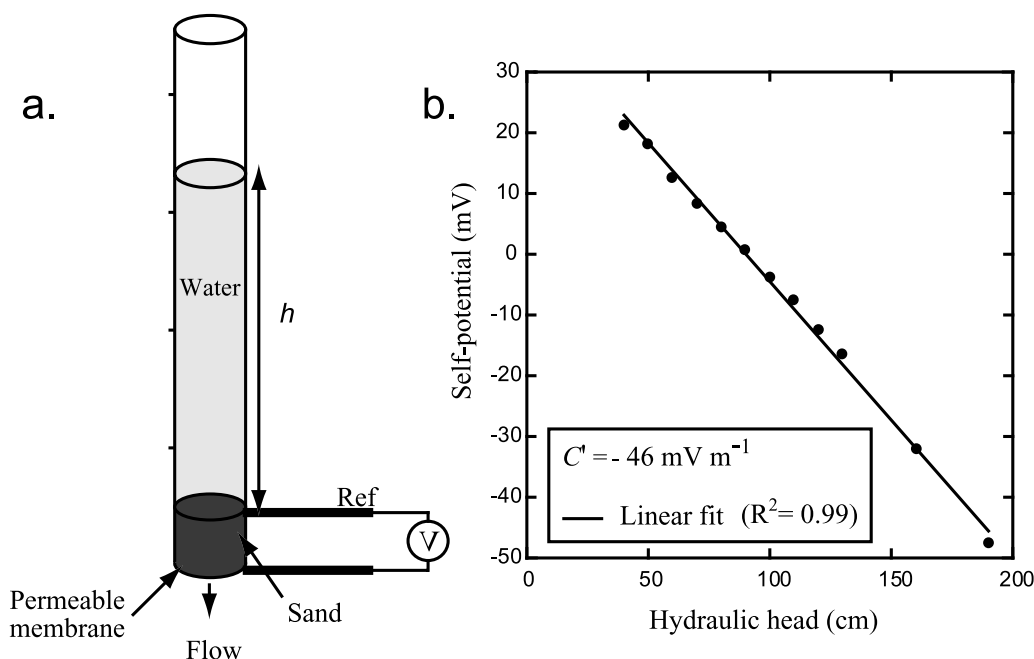 a.
Water
h
Ref
V
Permeable
membrane
Sand
Flow
b.
Self-potential (mV)
30
20
10
0
-10
-20
-30
-40
-50
C' = - 46 mV m⁻¹
Linear fit (R²= 0.99)
0
50
100
150
200
Hydraulic head (cm)